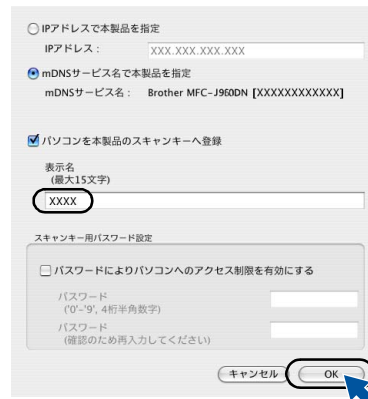 IPアドレスで本製品を指定
IPアドレス： XXX.XXX.XXX.XXX
mDNSサービス名で本製品を指定
mDNSサービス名： Brother MFC-J960DN [XXXXXXXXXXXX]
パソコンを本製品のスキャンキーへ登録
表示名
(最大15文字)
XXXX
スキャンキー用パスワード設定
パスワードによりパソコンへのアクセス制限を有効にする
パスワード
('0'-'9', 4桁半角数字)
パスワード
(確認のため再入力してください)
キャンセル OK